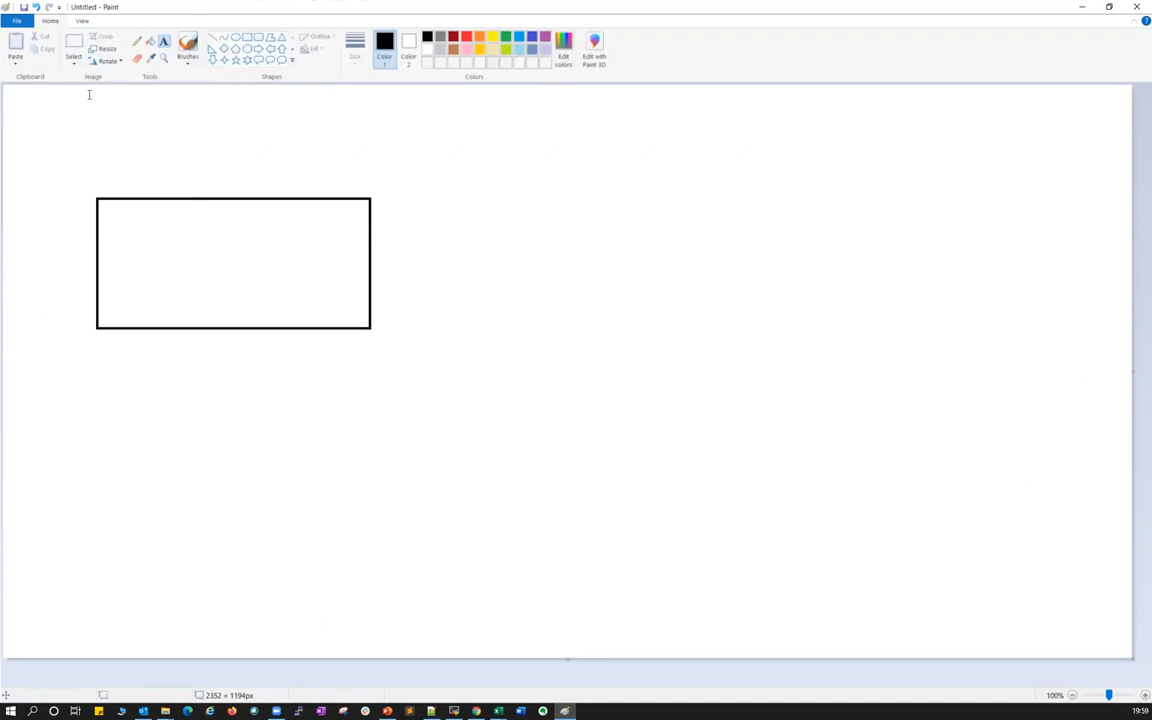 Untitled - Paint
File
Home
View
Paste
Cut
Copy
Clipboard
Select
Crop
Resize
Rotate
Image
Tools
Brushes
Shapes
Outline
Fill
Size
Color
1
Color
2
Colors
Edit
colors
Edit with
Paint 3D
2352 × 1194px
100%
19:59